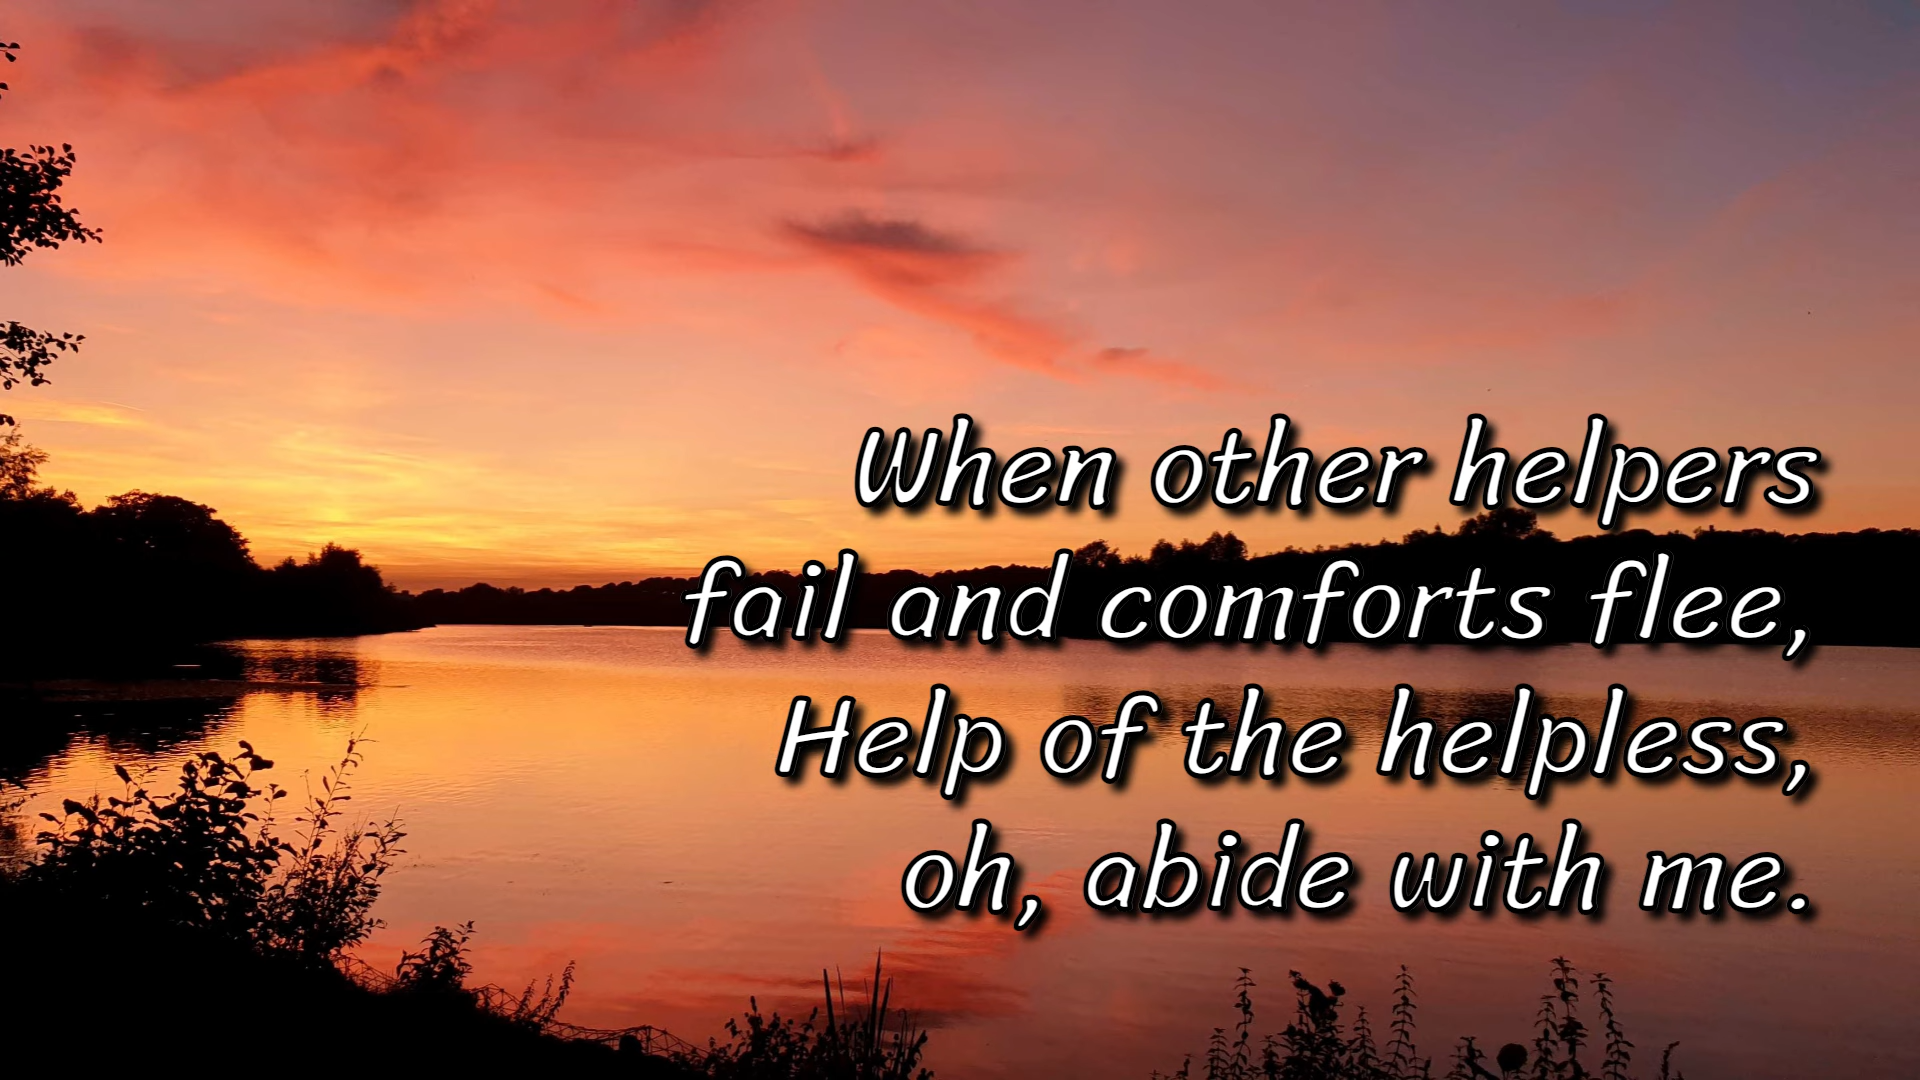 When other helpers
fail and comforts flee,
Help of the helpless,
oh, abide with me.